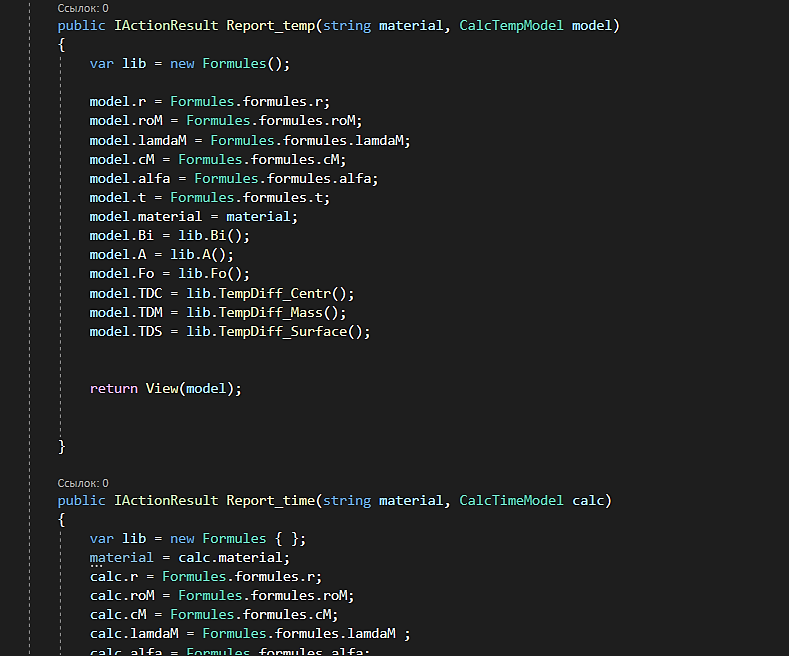 Ссылок: 0
public IActionResult Report_temp(string material, CalcTempModel model)
{
var lib = new Formules();
model.r = Formules.formules.r;
model.roM = Formules.formules.roM;
model.lamdaM = Formules.formules.lamdaM;
model.cM = Formules.formules.cM;
model.alfa = Formules.formules.alfa;
model.t = Formules.formules.t;
model.material = material;
model.Bi = lib.Bi();
model.A = lib.A();
model.Fo = lib.Fo();
model.TDC = lib.TempDiff_Centr();
model.TDM = lib.TempDiff_Mass();
model.TDS = lib.TempDiff_Surface();
return View(model);
}
Ссылок: 0
public IActionResult Report_time(string material, CalcTimeModel calc)
{
var lib = new Formules { };
material = calc.material;
calc.r = Formules.formules.r;
calc.roM = Formules.formules.roM;
calc.cM = Formules.formules.cM;
calc.lamdaM = Formules.formules.lamdaM ;
calc.alfa = Formules.formules.alfa;